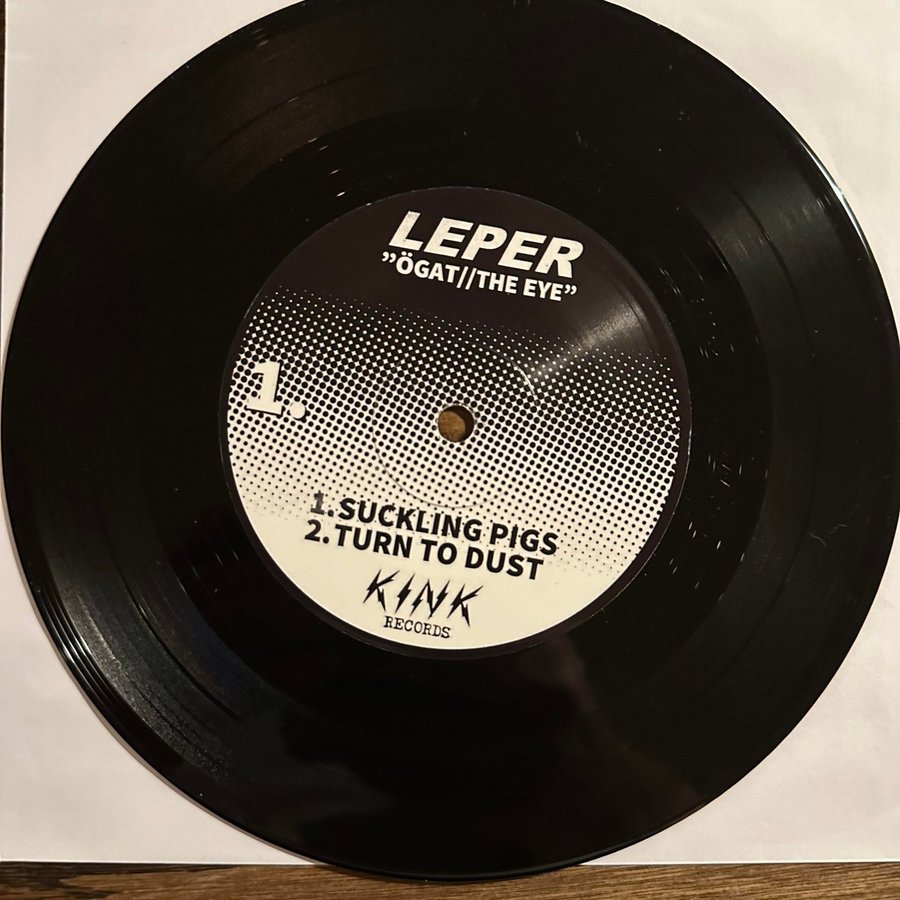 LEPER
”ÖGAT//THE EYE”
1.
1. SUCKLING PIGS
2. TURN TO DUST
KINK
RECORDS